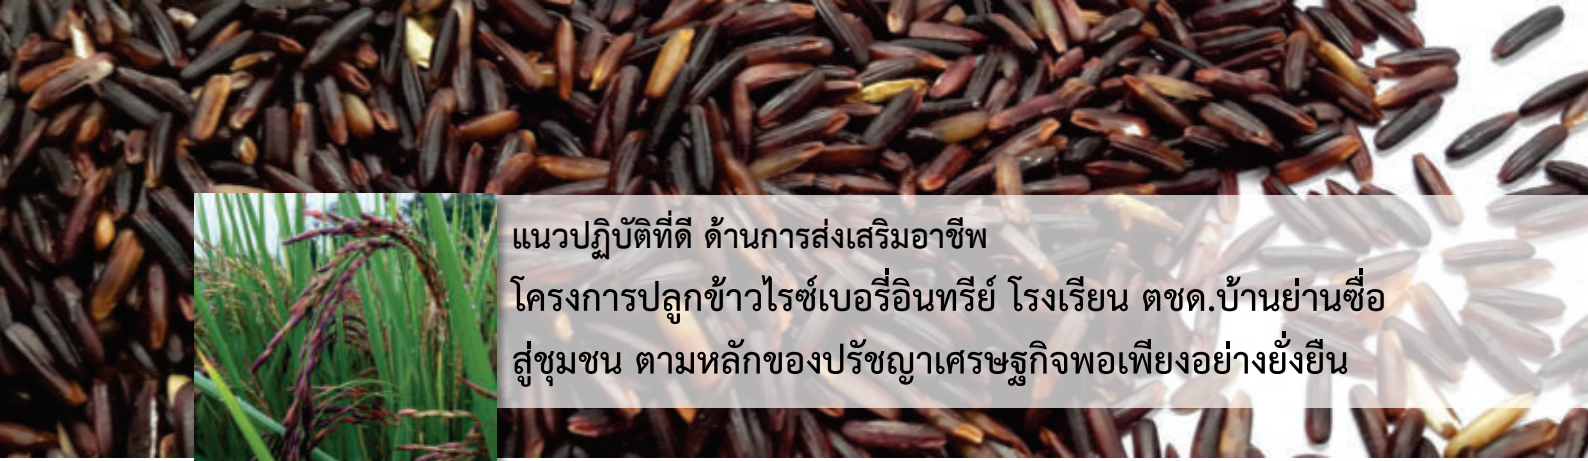 แนวปฏิบัติที่ดี ด้านการส่งเสริมอาชีพ
โครงการปลูกข้าวไรซ์เบอรี่อินทรีย์ โรงเรียน ตชด.บ้านย่านซื่อ
สู่ชุมชน ตามหลักของปรัชญาเศรษฐกิจพอเพียงอย่างยั่งยืน